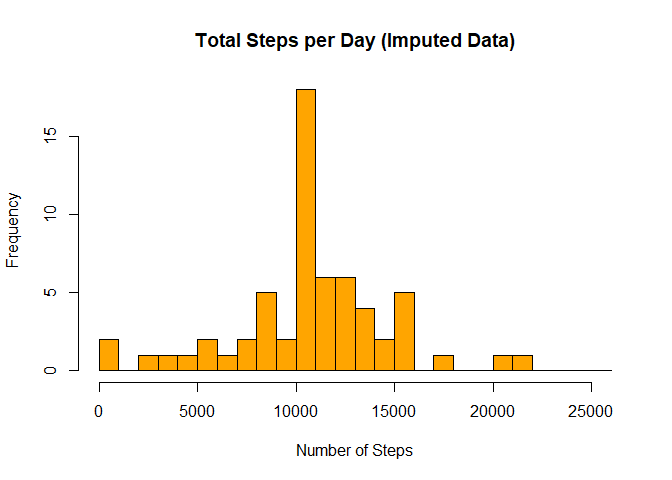 Total Steps per Day (Imputed Data)
Frequency
15
10
5
0
0 5000 10000 15000 20000 25000
Number of Steps